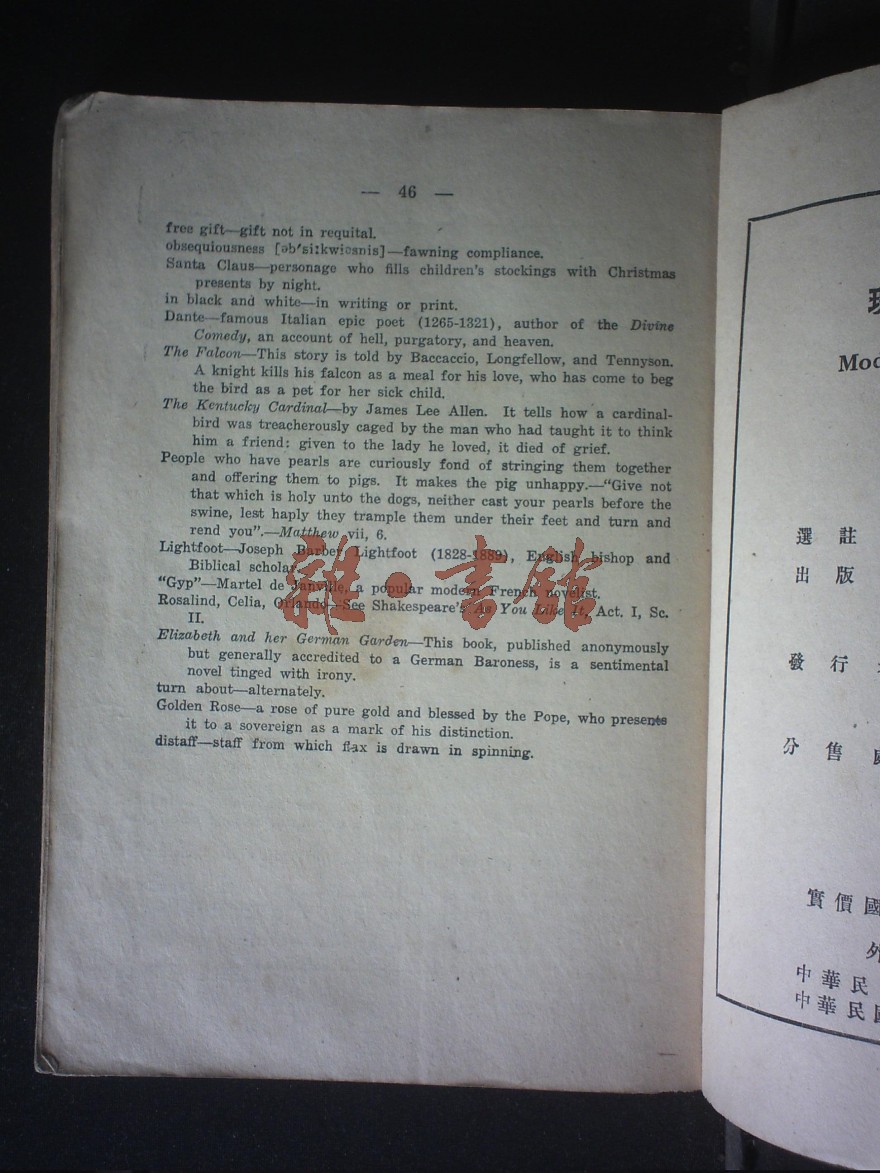 — 46 —
free gift—gift not in requital.
obsequiousness [əb'si:kwiəsnis]—fawning compliance.
Santa Claus—personage who fills children's stockings with Christmas
presents by night.
in black and white—in writing or print.
Dante—famous Italian epic poet (1265-1321), author of the Divine
Comedy, an account of hell, purgatory, and heaven.
The Falcon—This story is told by Baccaccio, Longfellow, and Tennyson.
A knight kills his falcon as a meal for his love, who has come to beg
the bird as a pet for her sick child.
The Kentucky Cardinal—by James Lee Allen. It tells how a cardinal-
bird was treacherously caged by the man who had taught it to think
him a friend: given to the lady he loved, it died of grief.
People who have pearls are curiously fond of stringing them together
and offering them to pigs. It makes the pig unhappy.—"Give not
that which is holy unto the dogs, neither cast your pearls before the
swine, lest haply they trample them under their feet and turn and
rend you".—Matthew vii, 6.
Lightfoot—Joseph Barber Lightfoot (1828-1889), English bishop and
Biblical scholar.
"Gyp"—Martel de Janville, a popular modern French novelist.
Rosalind, Celia, Orlando—See Shakespeare's As You Like It, Act. I, Sc.
II.
Elizabeth and her German Garden—This book, published anonymously
but generally accredited to a German Baroness, is a sentimental
novel tinged with irony.
turn about—alternately.
Golden Rose—a rose of pure gold and blessed by the Pope, who presents
it to a sovereign as a mark of his distinction.
distaff—staff from which flax is drawn in spinning.
雜·書館
Mod
選註
出版
發行
分售處
實價國
外
中華民
中華民國